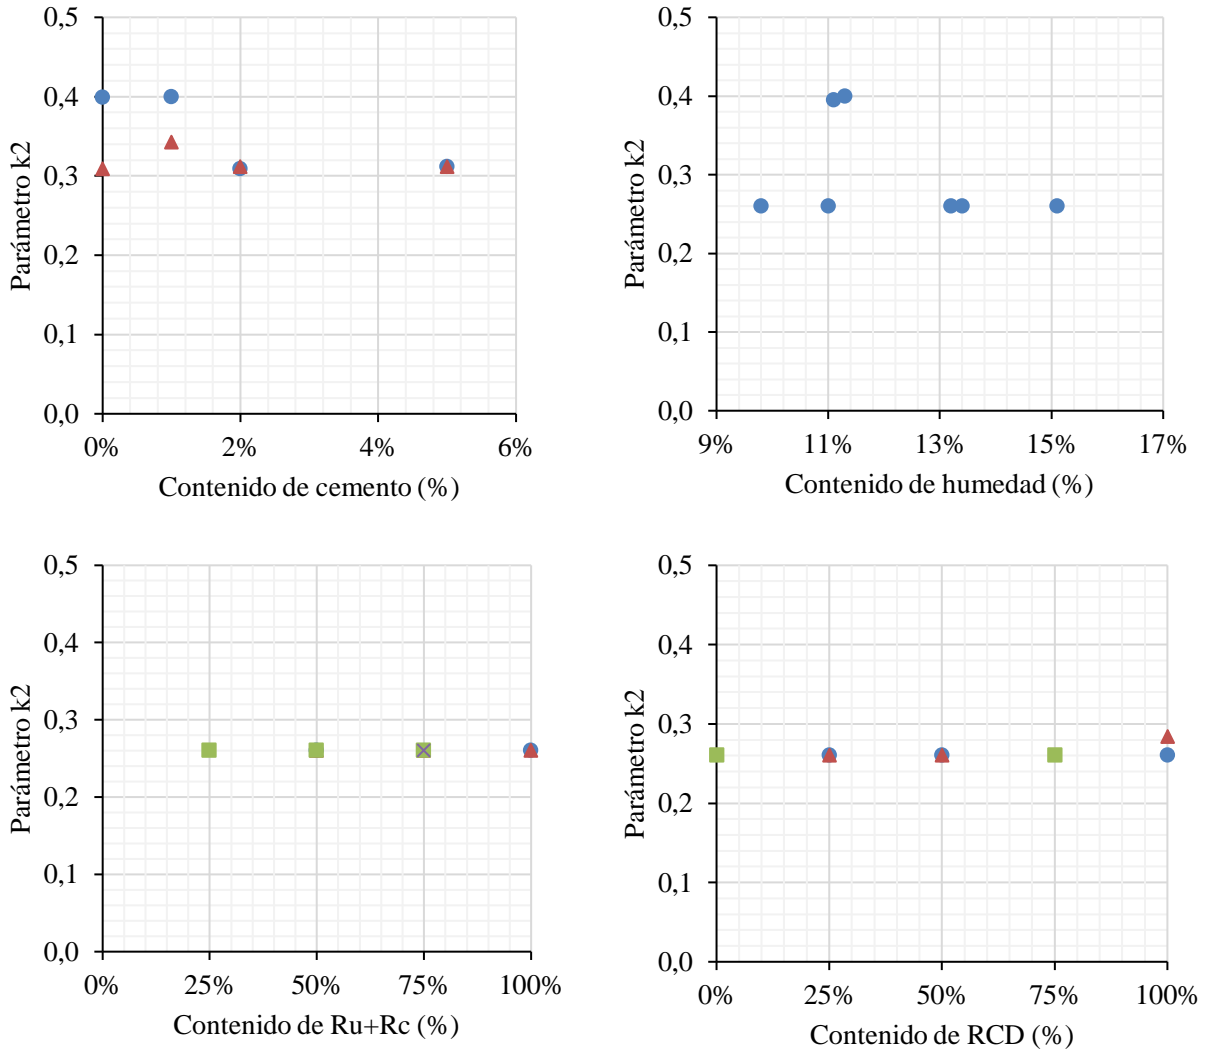 0,5
0,4
0,3
0,2
0,1
0,0
Parámetro k2
0% 2% 4% 6%
Contenido de cemento (%)
0,5
0,4
0,3
0,2
0,1
0,0
Parámetro k2
9% 11% 13% 15% 17%
Contenido de humedad (%)
0,5
0,4
0,3
0,2
0,1
0,0
Parámetro k2
0% 25% 50% 75% 100%
Contenido de Ru+Rc (%)
0,5
0,4
0,3
0,2
0,1
0,0
Parámetro k2
0% 25% 50% 75% 100%
Contenido de RCD (%)